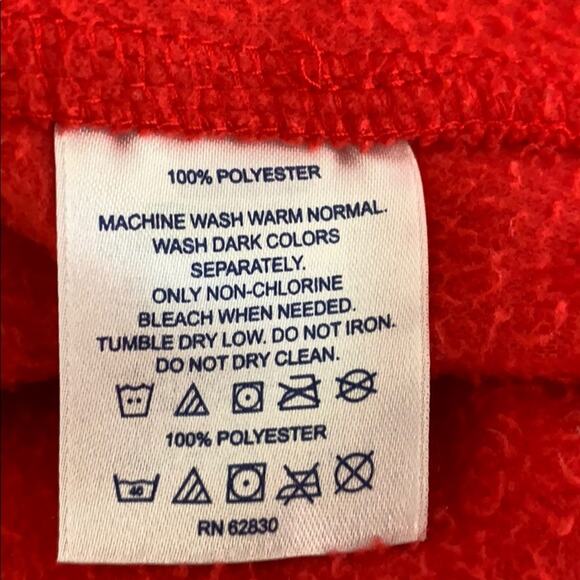 100% POLYESTER
MACHINE WASH WARM NORMAL.
WASH DARK COLORS
SEPARATELY.
ONLY NON-CHLORINE
BLEACH WHEN NEEDED.
TUMBLE DRY LOW. DO NOT IRON.
DO NOT DRY CLEAN.
100% POLYESTER
40
RN 62830